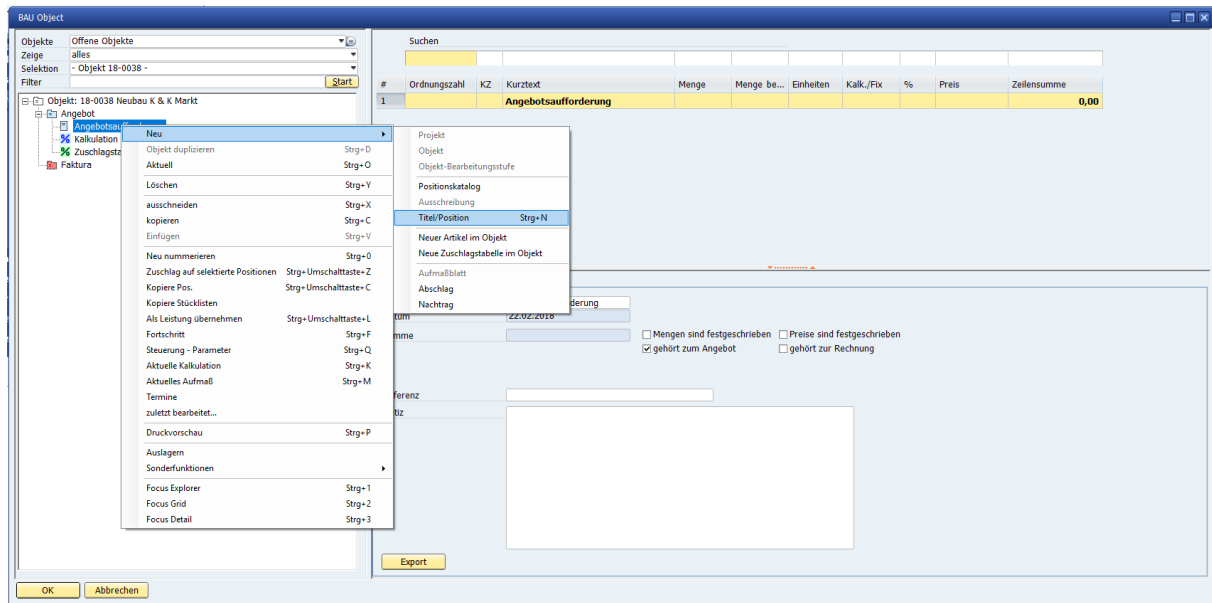 BAU Object
Objekte Offene Objekte
Zeige alles
Selektion - Objekt 18-0038 -
Filter Start
Objekt: 18-0038 Neubau K & K Markt
Angebot
Kalkulation
Faktura
Neu
Objekt duplizieren Strg+D
Aktuell Strg+O
Löschen Strg+Y
ausschneiden Strg+X
kopieren Strg+C
Einfügen Strg+V
Neu nummerieren Strg+0
Zuschlag auf selektierte Positionen Strg+Umschalttaste+Z
Kopiere Pos. Strg+Umschalttaste+C
Kopiere Stücklisten
Als Leistung übernehmen Strg+Umschalttaste+L
Fortschritt Strg+F
Steuerung - Parameter Strg+Q
Aktuelle Kalkulation Strg+K
Aktuelles Aufmaß Strg+M
Termine
zuletzt bearbeitet...
Druckvorschau Strg+P
Auslagern
Sonderfunktionen
Focus Explorer Strg+1
Focus Grid Strg+2
Focus Detail Strg+3
Projekt
Objekt
Objekt-Bearbeitungsstufe
Positionskatalog
Ausschreibung
Titel/Position Strg+N
Neuer Artikel im Objekt
Neue Zuschlagstabelle im Objekt
Aufmaßblatt
Abschlag
Nachtrag
Suchen
# Ordnungszahl KZ Kurztext Menge Menge be... Einheiten Kalk./Fix % Preis Zeilensumme
1 Angebotsaufforderung 0,00
22.02.2018
Mengen sind festgeschrieben Preise sind festgeschrieben
gehört zum Angebot gehört zur Rechnung
Export
OK Abbrechen